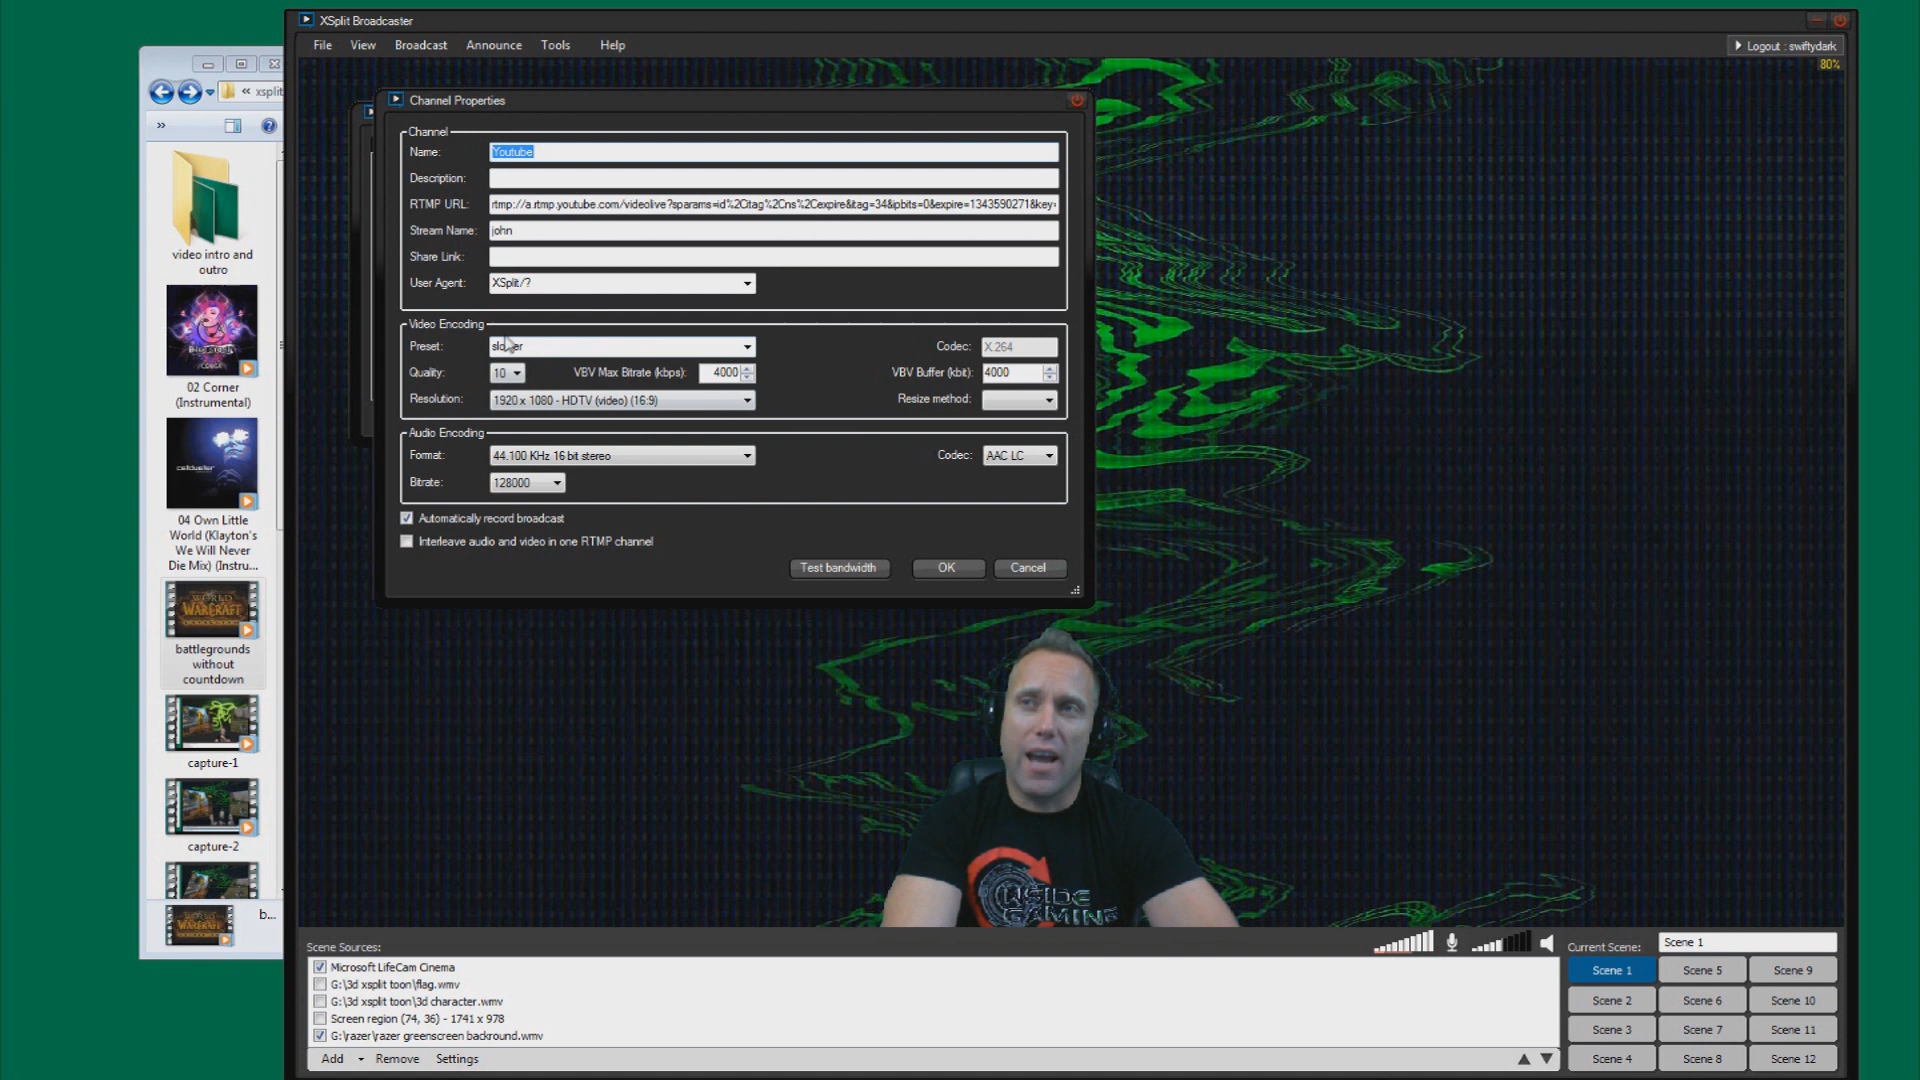 XSplit Broadcaster
File View Broadcast Announce Tools Help
Logout : swiftydark
80%
« xsplit
»
video intro and
outro
02 Corner
(Instrumental)
celldweller
04 Own Little
World (Klayton's
We Will Never
Die Mix) (Instru...
WORLD OF WARCRAFT
battlegrounds
without
countdown
capture-1
capture-2
b...
Channel Properties
Channel
Name: Youtube
Description:
RTMP URL: rtmp://a.rtmp.youtube.com/videolive?sparams=id%2Citag%2Cns%2Cexpire&itag=34&ipbits=0&expire=1343590271&key=
Stream Name: john
Share Link:
User Agent: XSplit/?
Video Encoding
Preset: slower Codec: X.264
Quality: 10 VBV Max Bitrate (kbps): 4000 VBV Buffer (kbit): 4000
Resolution: 1920 x 1080 - HDTV (video) (16:9) Resize method:
Audio Encoding
Format: 44.100 KHz 16 bit stereo Codec: AAC LC
Bitrate: 128000
Automatically record broadcast
Interleave audio and video in one RTMP channel
Test bandwidth OK Cancel
INSIDE
GAMING
Scene Sources:
Microsoft LifeCam Cinema
G:\3d xsplit toon\flag.wmv
G:\3d xsplit toon\3d character.wmv
Screen region (74, 36) - 1741 x 978
G:\razer\razer greenscreen backround.wmv
Add Remove Settings
Current Scene: Scene 1
Scene 1 Scene 5 Scene 9
Scene 2 Scene 6 Scene 10
Scene 3 Scene 7 Scene 11
Scene 4 Scene 8 Scene 12